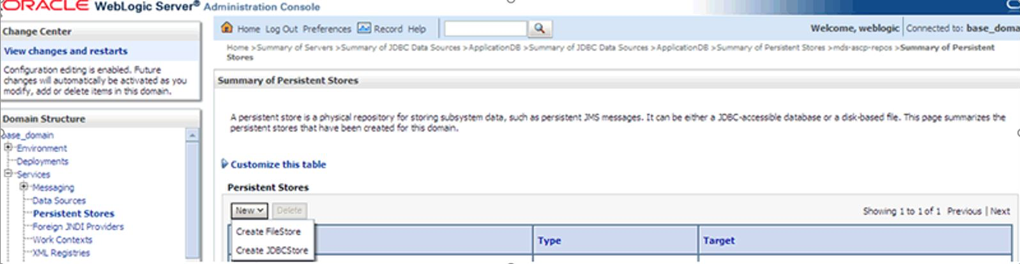 ORACLE WebLogic Server® Administration Console
Change Center
View changes and restarts
Configuration editing is enabled. Future
changes will automatically be activated as you
modify, add or delete items in this domain.
Domain Structure
base_domain
Environment
Deployments
Services
Messaging
Data Sources
Persistent Stores
Foreign JNDI Providers
Work Contexts
XML Registries
Home Log Out Preferences Record Help
Welcome, weblogic Connected to: base_doma
Home >Summary of Servers >Summary of JDBC Data Sources >ApplicationDB >Summary of JDBC Data Sources >ApplicationDB >Summary of Persistent Stores >mds-ascp-repos >Summary of Persistent
Stores
Summary of Persistent Stores
A persistent store is a physical repository for storing subsystem data, such as persistent JMS messages. It can be either a JDBC-accessible database or a disk-based file. This page summarizes the
persistent stores that have been created for this domain.
Customize this table
Persistent Stores
New Delete
Showing 1 to 1 of 1 Previous | Next
Create FileStore
Create JDBCStore
Type Target